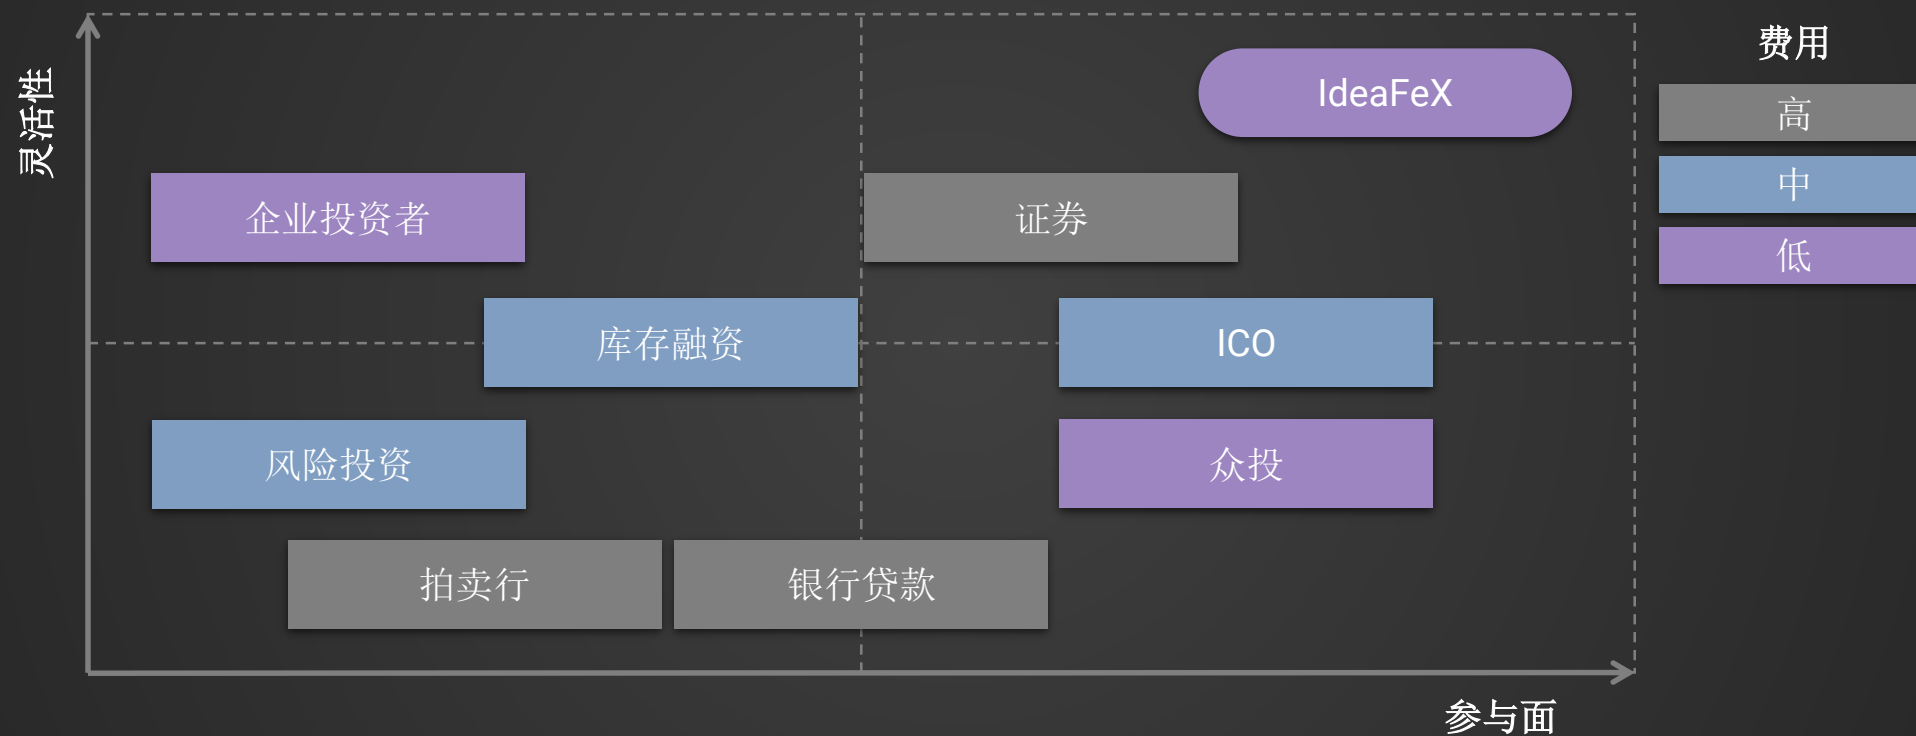 灵活性
IdeaFeX
企业投资者
证券
库存融资
ICO
风险投资
众投
拍卖行
银行贷款
参与面
费用
高
中
低